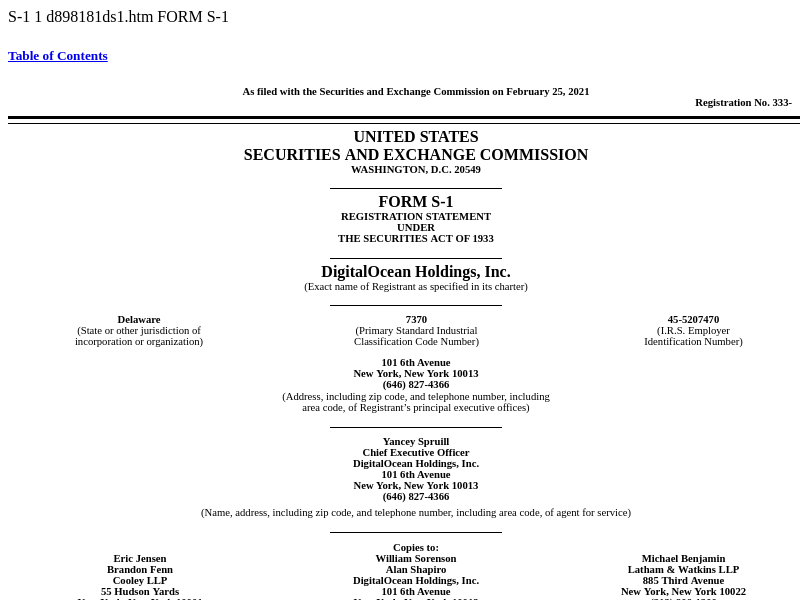 S-1 1 d898181ds1.htm FORM S-1
Table of Contents
As filed with the Securities and Exchange Commission on February 25, 2021
Registration No. 333-
UNITED STATES
SECURITIES AND EXCHANGE COMMISSION
WASHINGTON, D.C. 20549
FORM S-1
REGISTRATION STATEMENT
UNDER
THE SECURITIES ACT OF 1933
DigitalOcean Holdings, Inc.
(Exact name of Registrant as specified in its charter)
Delaware
(State or other jurisdiction of
incorporation or organization)
7370
(Primary Standard Industrial
Classification Code Number)
45-5207470
(I.R.S. Employer
Identification Number)
101 6th Avenue
New York, New York 10013
(646) 827-4366
(Address, including zip code, and telephone number, including
area code, of Registrant’s principal executive offices)
Yancey Spruill
Chief Executive Officer
DigitalOcean Holdings, Inc.
101 6th Avenue
New York, New York 10013
(646) 827-4366
(Name, address, including zip code, and telephone number, including area code, of agent for service)
Copies to:
Eric Jensen
Brandon Fenn
Cooley LLP
55 Hudson Yards
William Sorenson
Alan Shapiro
DigitalOcean Holdings, Inc.
101 6th Avenue
Michael Benjamin
Latham & Watkins LLP
885 Third Avenue
New York, New York 10022